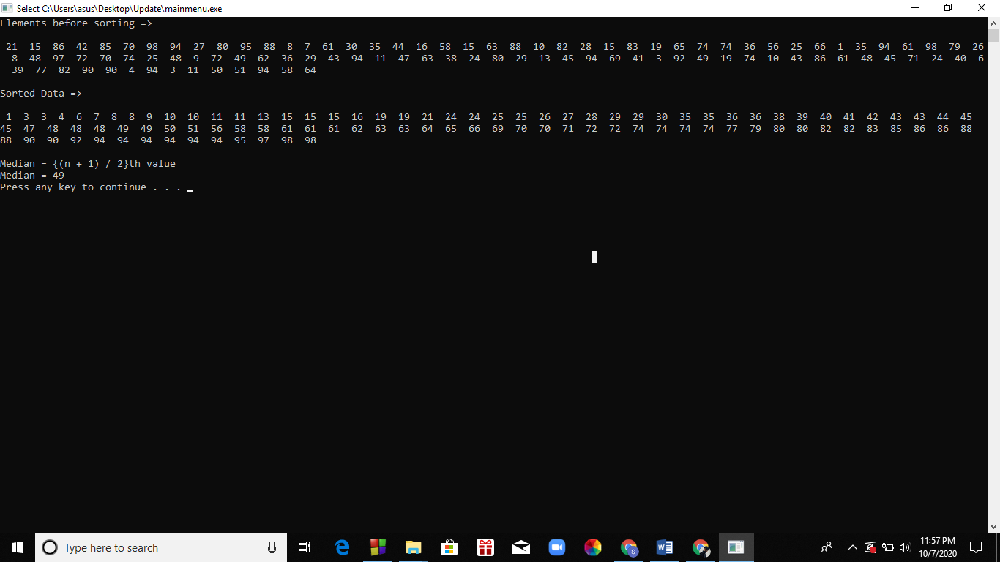 Select C:\Users\asus\Desktop\Update\mainmenu.exe
Elements before sorting =>
21 15 86 42 85 70 98 94 27 80 95 88 8 7 61 30 35 44 16 58 15 63 88 10 82 28 15 83 19 65 74 74 36 56 25 66 1 35 94 61 98 79 26
8 48 97 72 70 74 25 48 9 72 49 62 36 29 43 94 11 47 63 38 24 80 29 13 45 94 69 41 3 92 49 19 74 10 43 86 61 48 45 71 24 40 6
39 77 82 90 90 4 94 3 11 50 51 94 58 64
Sorted Data =>
1 3 3 4 6 7 8 8 9 10 10 11 11 13 15 15 15 16 19 19 21 24 24 25 25 26 27 28 29 29 30 35 35 36 36 38 39 40 41 42 43 43 44 45
45 47 48 48 48 49 49 50 51 56 58 58 61 61 61 62 63 63 64 65 66 69 70 70 71 72 72 74 74 74 74 77 79 80 80 82 82 83 85 86 86 88
88 90 90 92 94 94 94 94 94 94 95 97 98 98
Median = {(n + 1) / 2}th value
Median = 49
Press any key to continue . . .
Type here to search
11:57 PM
10/7/2020